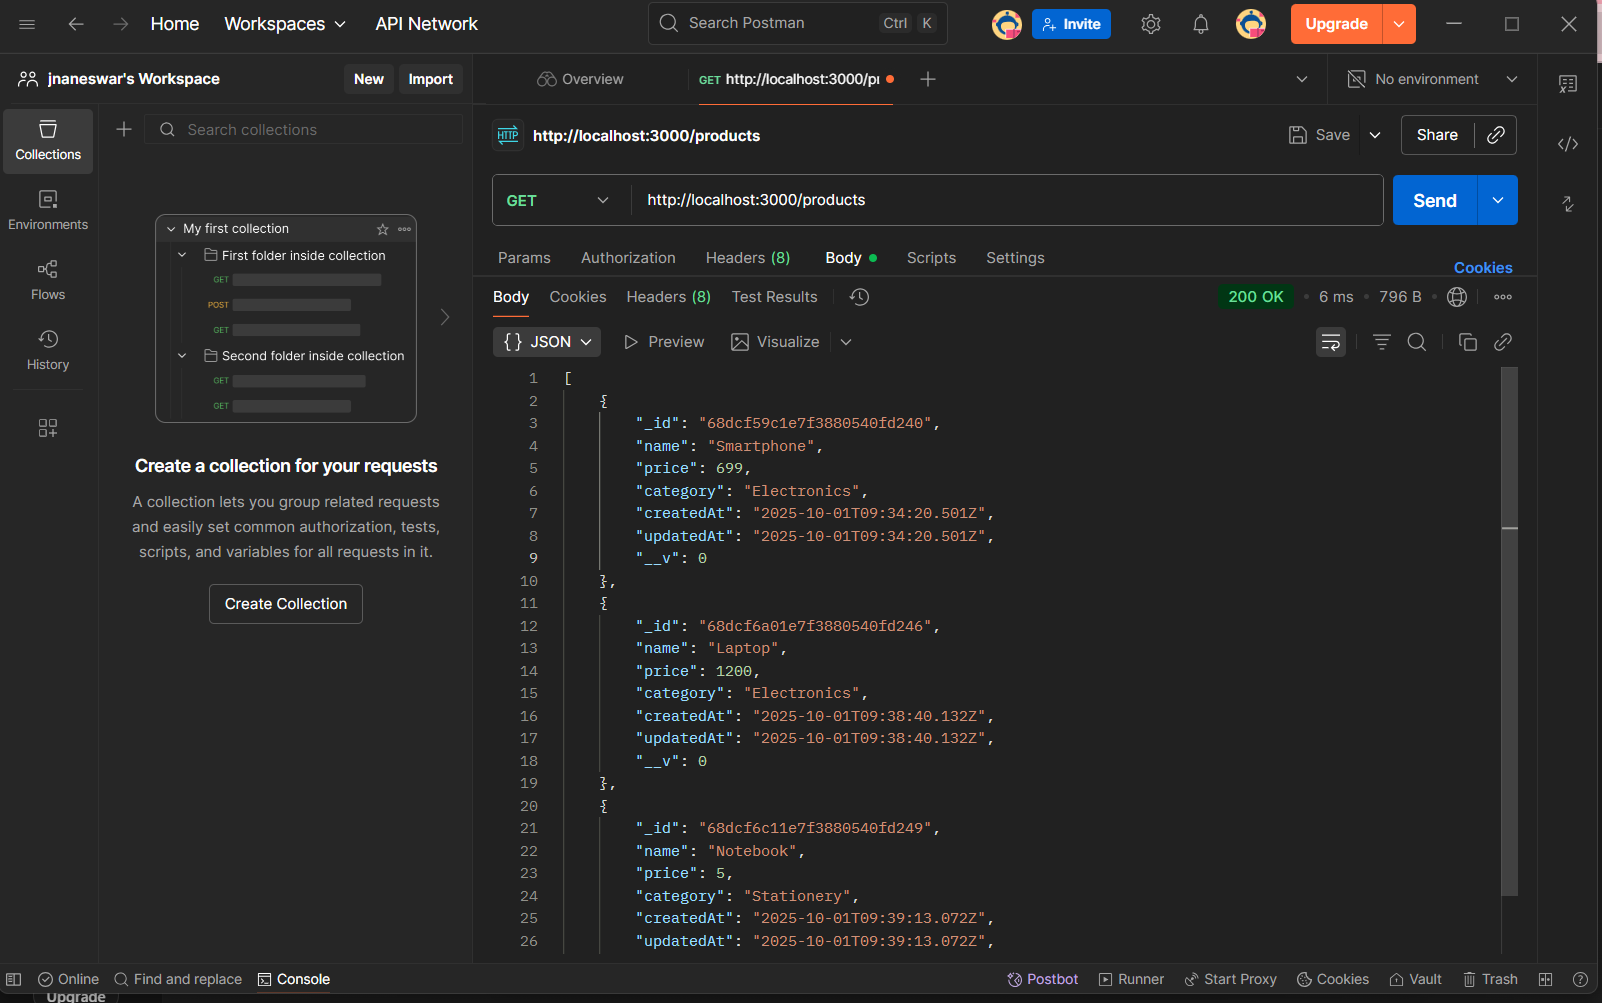 Home
Workspaces
API Network
Search Postman
Ctrl
K
Invite
Upgrade
jnaneswar's Workspace
New
Import
Overview
GET http://localhost:3000/pr
No environment
Collections
Environments
Flows
History
Search collections
My first collection
First folder inside collection
GET
POST
GET
Second folder inside collection
GET
GET
Create a collection for your requests
A collection lets you group related requests
and easily set common authorization, tests,
scripts, and variables for all requests in it.
Create Collection
HTTP
http://localhost:3000/products
Save
Share
GET
http://localhost:3000/products
Send
Params
Authorization
Headers (8)
Body
Scripts
Settings
Cookies
Body
Cookies
Headers (8)
Test Results
200 OK
6 ms
796 B
{} JSON
Preview
Visualize
1 [
2 {
3 "_id": "68dcf59c1e7f3880540fd240",
4 "name": "Smartphone",
5 "price": 699,
6 "category": "Electronics",
7 "createdAt": "2025-10-01T09:34:20.501Z",
8 "updatedAt": "2025-10-01T09:34:20.501Z",
9 "__v": 0
10 },
11 {
12 "_id": "68dcf6a01e7f3880540fd246",
13 "name": "Laptop",
14 "price": 1200,
15 "category": "Electronics",
16 "createdAt": "2025-10-01T09:38:40.132Z",
17 "updatedAt": "2025-10-01T09:38:40.132Z",
18 "__v": 0
19 },
20 {
21 "_id": "68dcf6c11e7f3880540fd249",
22 "name": "Notebook",
23 "price": 5,
24 "category": "Stationery",
25 "createdAt": "2025-10-01T09:39:13.072Z",
26 "updatedAt": "2025-10-01T09:39:13.072Z",
Online
Find and replace
Console
Postbot
Runner
Start Proxy
Cookies
Vault
Trash
Upgrade